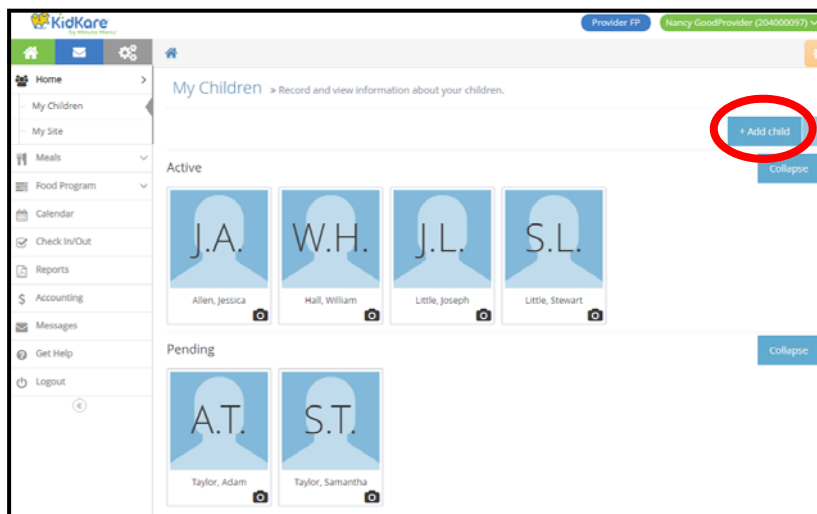 KidKare
by Minute Menu
Provider FP
Nancy GoodProvider (204000097)
Home
My Children
My Site
Meals
Food Program
Calendar
Check In/Out
Reports
Accounting
Messages
Get Help
Logout
My Children » Record and view information about your children.
+ Add child
Active
Collapse
J.A.
W.H.
J.L.
S.L.
Allen, Jessica
Hall, William
Little, Joseph
Little, Stewart
Pending
Collapse
A.T.
S.T.
Taylor, Adam
Taylor, Samantha